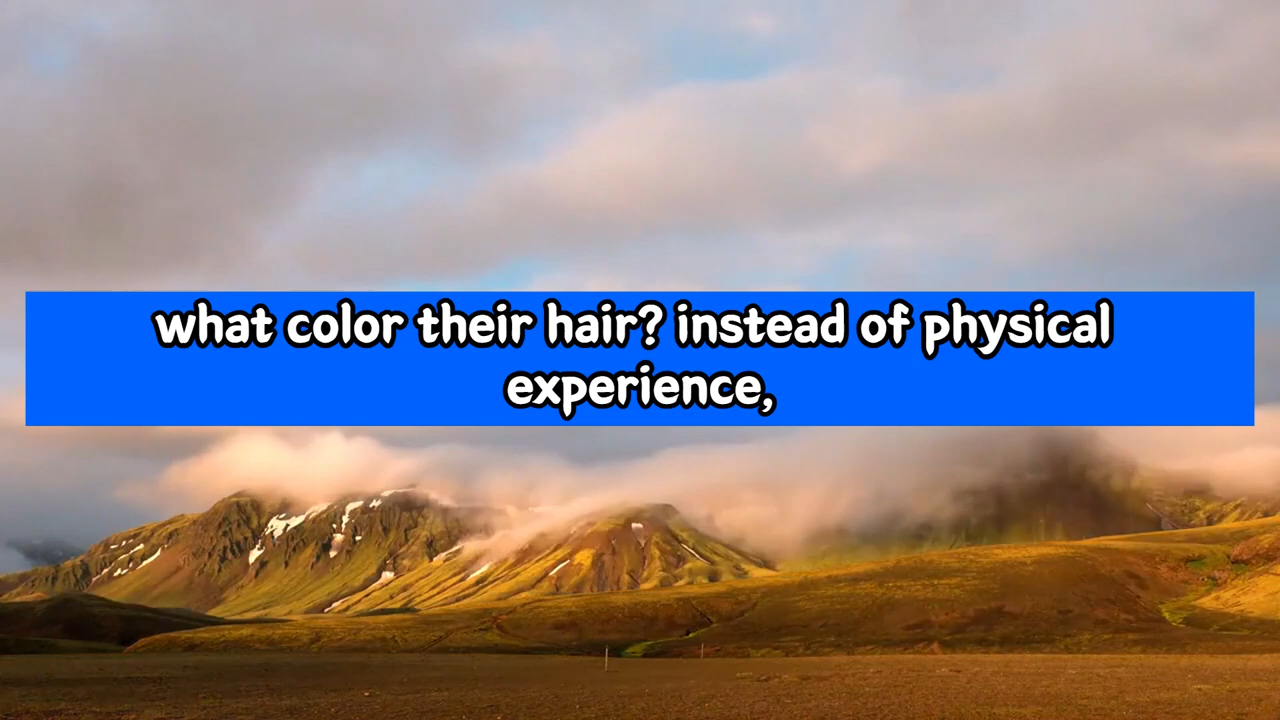 what color their hair? instead of physical
experience,